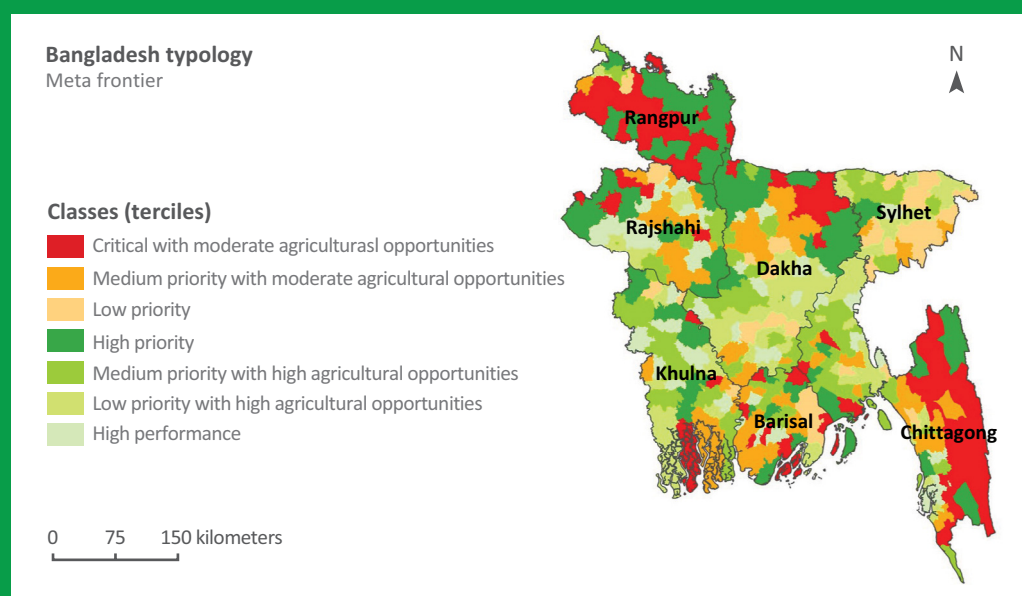 Bangladesh typology
Meta frontier
N
Classes (terciles)
Critical with moderate agriculturasl opportunities
Medium priority with moderate agricultural opportunities
Low priority
High priority
Medium priority with high agricultural opportunities
Low priority with high agricultural opportunities
High performance
0 75 150 kilometers
Rangpur
Rajshahi
Sylhet
Dakha
Khulna
Barisal
Chittagong